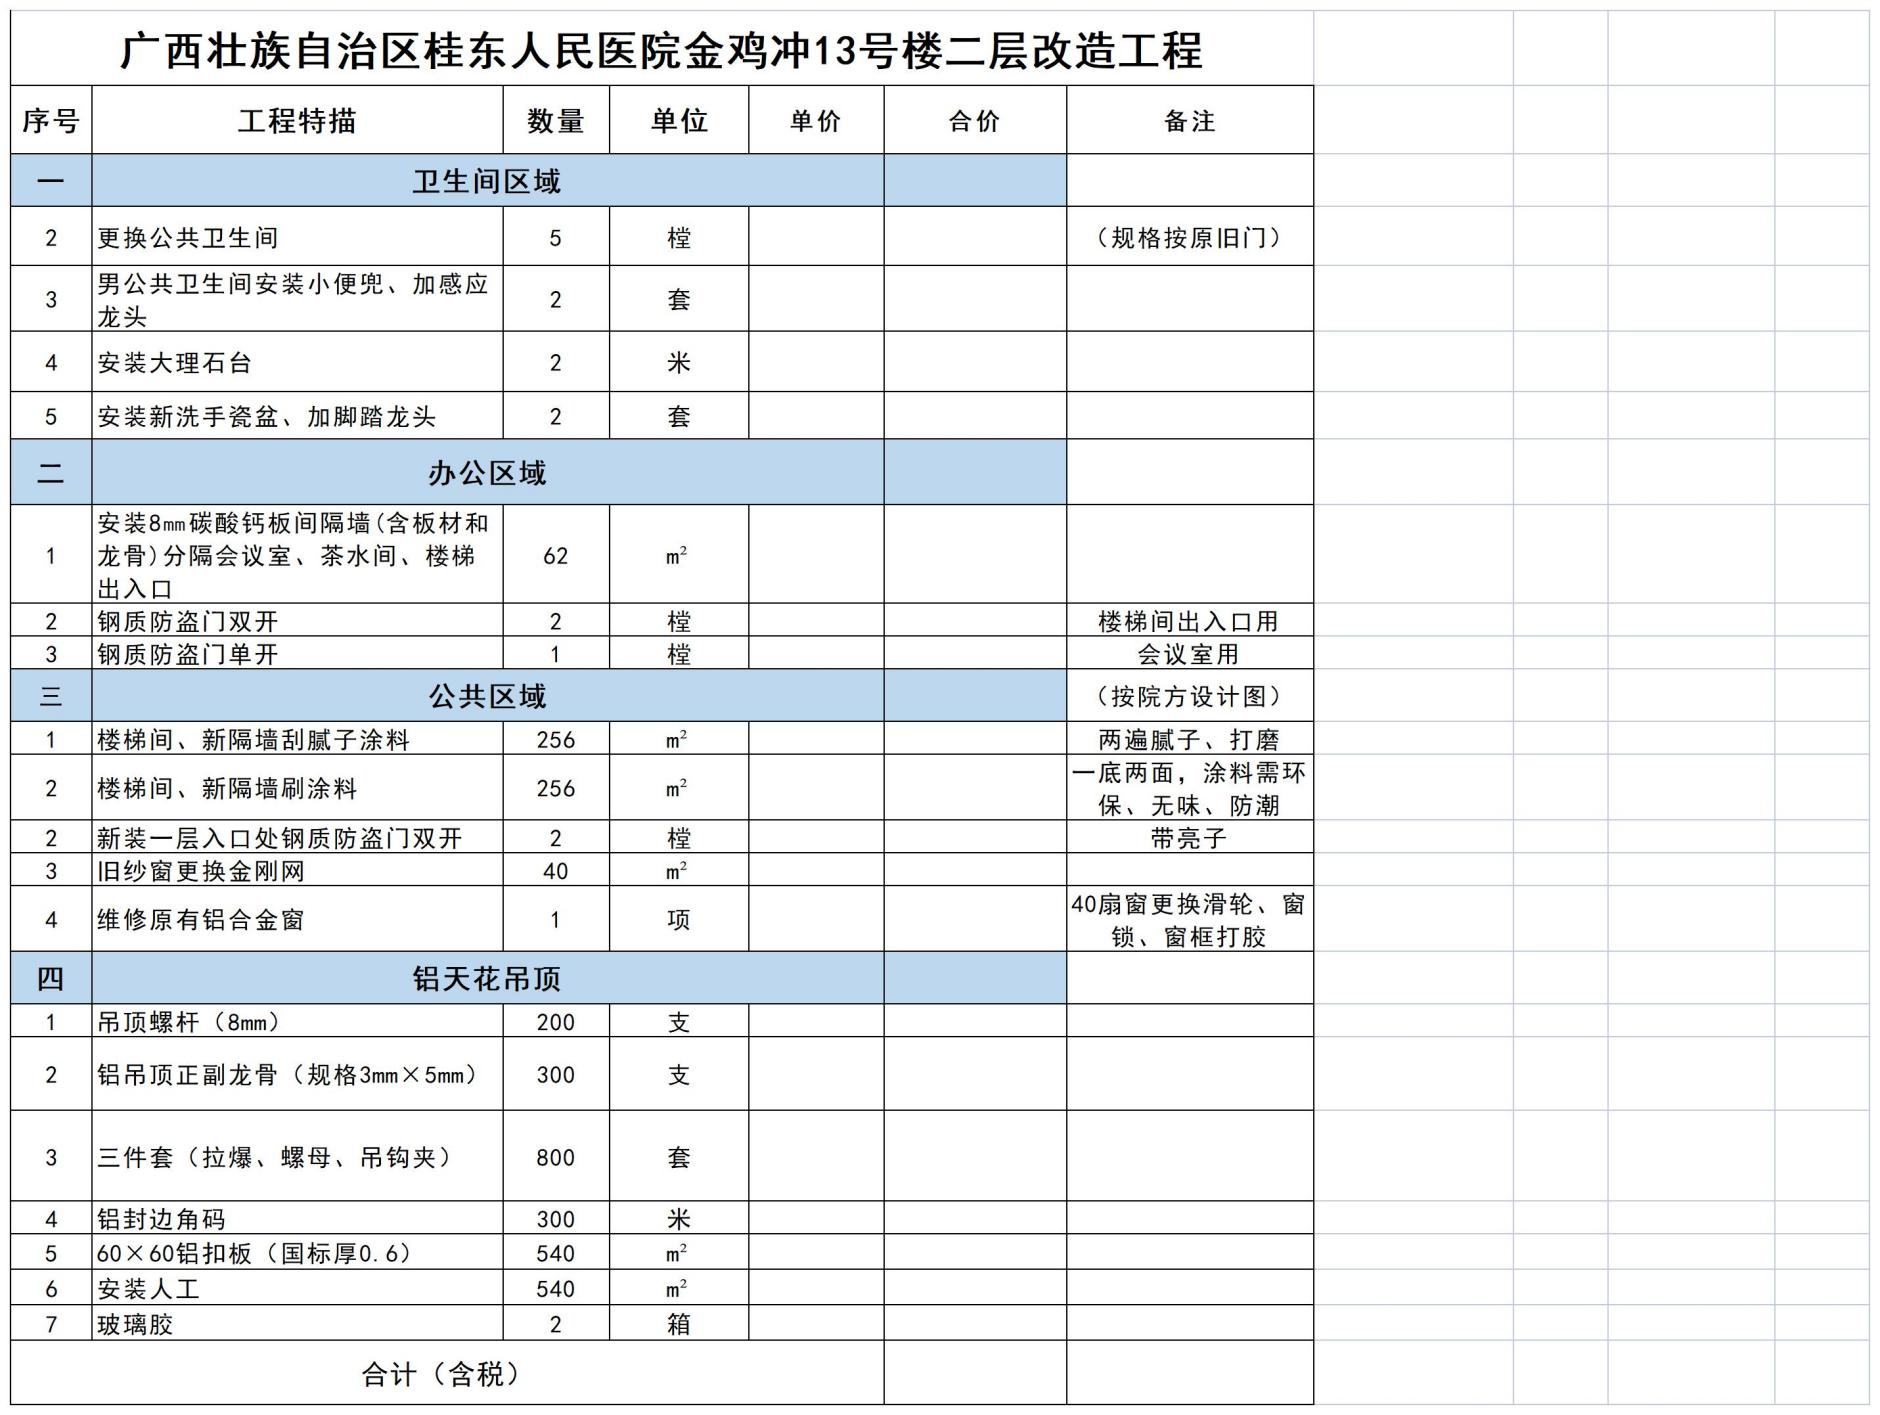 广西壮族自治区桂东人民医院金鸡冲13号楼二层改造工程
序号 工程特描 数量 单位 单价 合价 备注
一 卫生间区域
2 更换公共卫生间 5 樘 （规格按原旧门）
3 男公共卫生间安装小便兜、加感应
龙头 2 套
4 安装大理石台 2 米
5 安装新洗手瓷盆、加脚踏龙头 2 套
二 办公区域
1 安装8㎜碳酸钙板间隔墙(含板材和
龙骨)分隔会议室、茶水间、楼梯
出入口 62 m²
2 钢质防盗门双开 2 樘 楼梯间出入口用
3 钢质防盗门单开 1 樘 会议室用
三 公共区域 （按院方设计图）
1 楼梯间、新隔墙刮腻子涂料 256 m² 两遍腻子、打磨
2 楼梯间、新隔墙刷涂料 256 m² 一底两面，涂料需环
保、无味、防潮
2 新装一层入口处钢质防盗门双开 2 樘 带亮子
3 旧纱窗更换金刚网 40 m²
4 维修原有铝合金窗 1 项 40扇窗更换滑轮、窗
锁、窗框打胶
四 铝天花吊顶
1 吊顶螺杆（8mm） 200 支
2 铝吊顶正副龙骨（规格3mm×5mm） 300 支
3 三件套（拉爆、螺母、吊钩夹） 800 套
4 铝封边角码 300 米
5 60×60铝扣板（国标厚0.6） 540 m²
6 安装人工 540 m²
7 玻璃胶 2 箱
合计（含税）